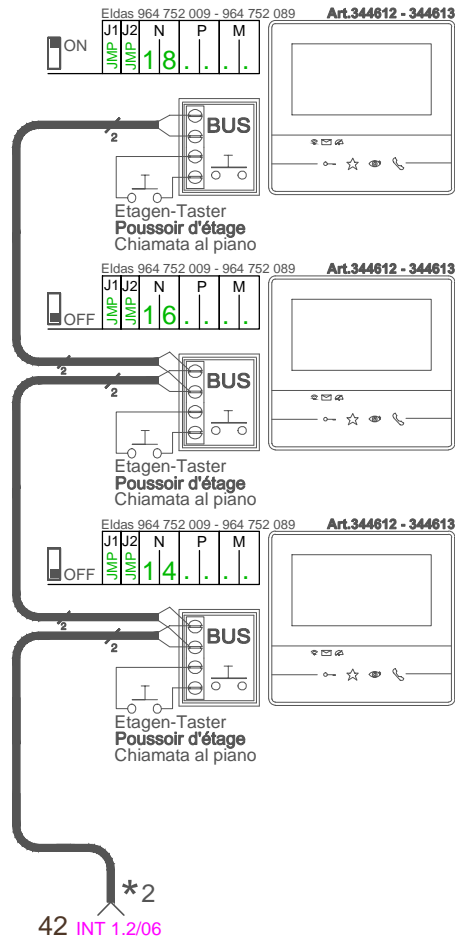 Eldas 964 752 009 - 964 752 089 Art.344612 - 344613
ON J1 J2 N P M
JMP JMP 1 8 . . . .
BUS
2
Etagen-Taster
Poussoir d'étage
Chiamata al piano
Eldas 964 752 009 - 964 752 089 Art.344612 - 344613
J1 J2 N P M
OFF JMP JMP 1 6 . . . .
2
2
BUS
Etagen-Taster
Poussoir d'étage
Chiamata al piano
Eldas 964 752 009 - 964 752 089 Art.344612 - 344613
J1 J2 N P M
OFF JMP JMP 1 4 . . . .
2
2
BUS
Etagen-Taster
Poussoir d'étage
Chiamata al piano
*2
42 INT 1.2/06